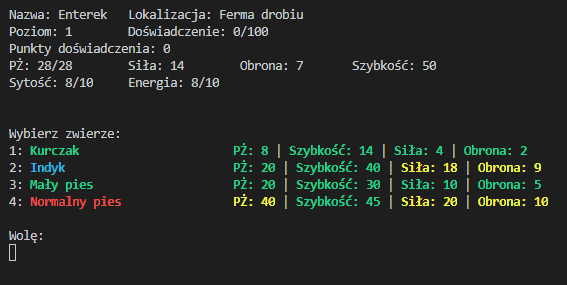 Nazwa: Enterek Lokalizacja: Ferma drobiu
Poziom: 1 Doświadczenie: 0/100
Punkty doświadczenia: 0
PŻ: 28/28 Siła: 14 Obrona: 7 Szybkość: 50
Sytość: 8/10 Energia: 8/10
Wybierz zwierze:
1: Kurczak PŻ: 8 | Szybkość: 14 | Siła: 4 | Obrona: 2
2: Indyk PŻ: 20 | Szybkość: 40 | Siła: 18 | Obrona: 9
3: Mały pies PŻ: 20 | Szybkość: 30 | Siła: 10 | Obrona: 5
4: Normalny pies PŻ: 40 | Szybkość: 45 | Siła: 20 | Obrona: 10
Wolę: